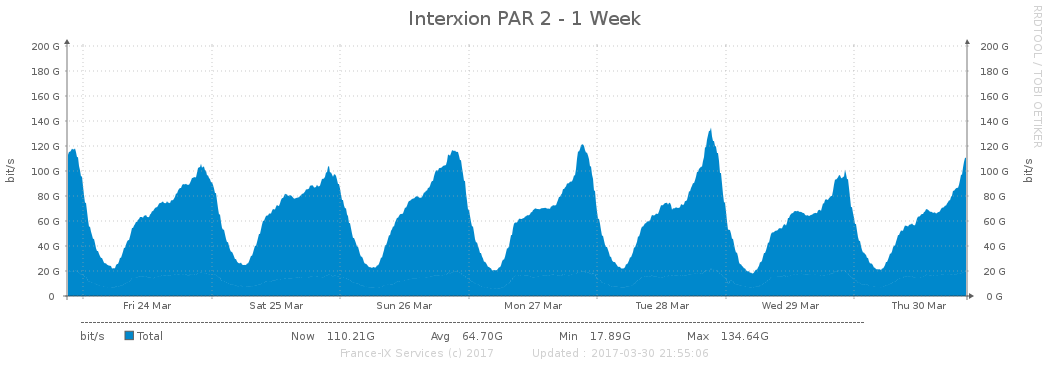 Interxion PAR 2 - 1 Week
RRDTOOL / TOBI OETIKER
bit/s
200 G
180 G
160 G
140 G
120 G
100 G
80 G
60 G
40 G
20 G
0
200 G
180 G
160 G
140 G
120 G
100 G
80 G
60 G
40 G
20 G
0 G
bit/s
Fri 24 Mar Sat 25 Mar Sun 26 Mar Mon 27 Mar Tue 28 Mar Wed 29 Mar Thu 30 Mar
bit/s Total Now 110.21G Avg 64.70G Min 17.89G Max 134.64G
France-IX Services (c) 2017 Updated : 2017-03-30 21:55:06